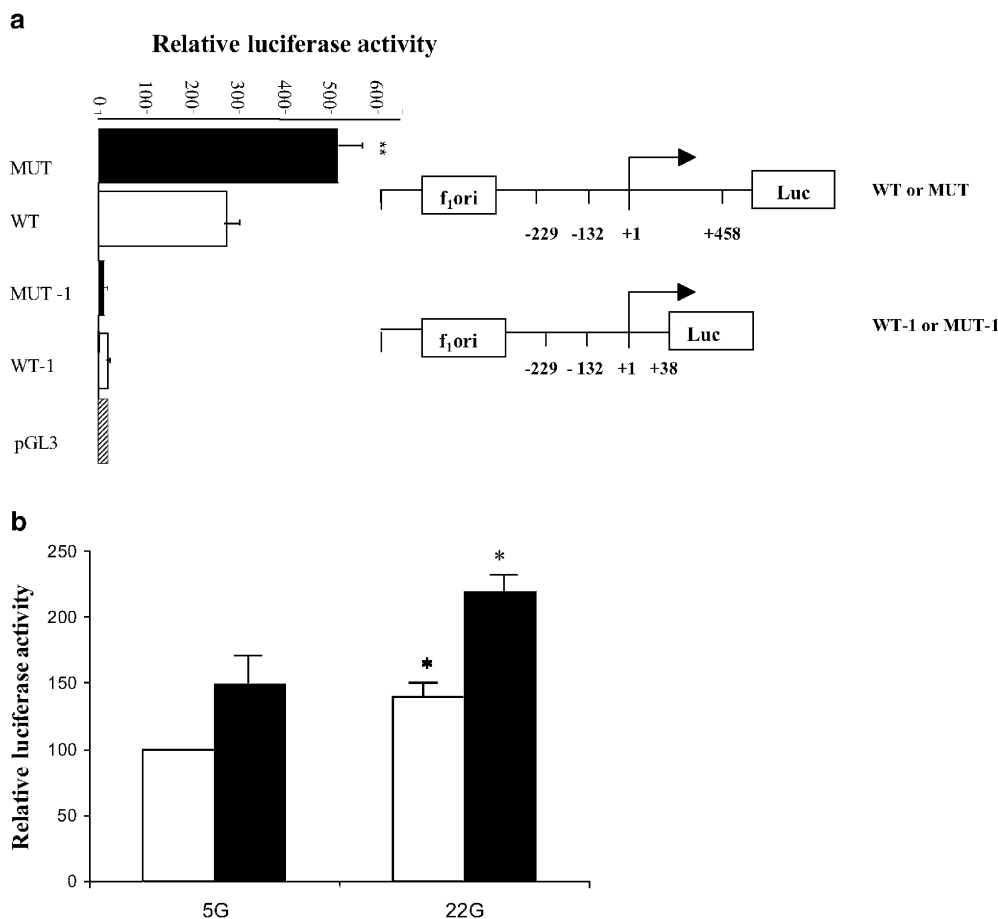 a
Relative luciferase activity
0 100 200 300 400 500 600
**
MUT
WT
MUT -1
WT-1
pGL3
f1ori
Luc
WT or MUT
-229 -132 +1 +458
f1ori
Luc
WT-1 or MUT-1
-229 - 132 +1 +38
b
Relative luciferase activity
250
200
150
100
50
0
*
*
5G 22G